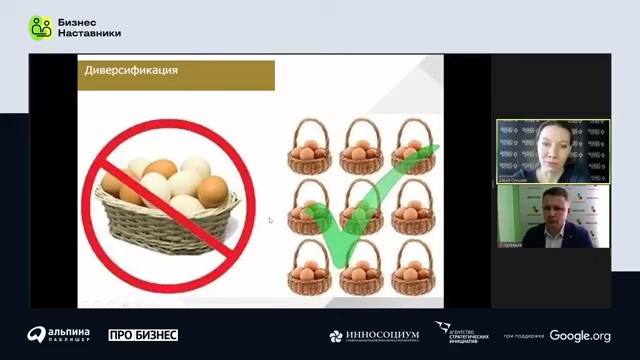 Бизнес
Наставники
Диверсификация
альпина
ПАБЛИШЕР
ПРО БИЗНЕС
ИННОСОЦИУМ
АГЕНТСТВО
СТРАТЕГИЧЕСКИХ
ИНИЦИАТИВ
при поддержке
Google.org